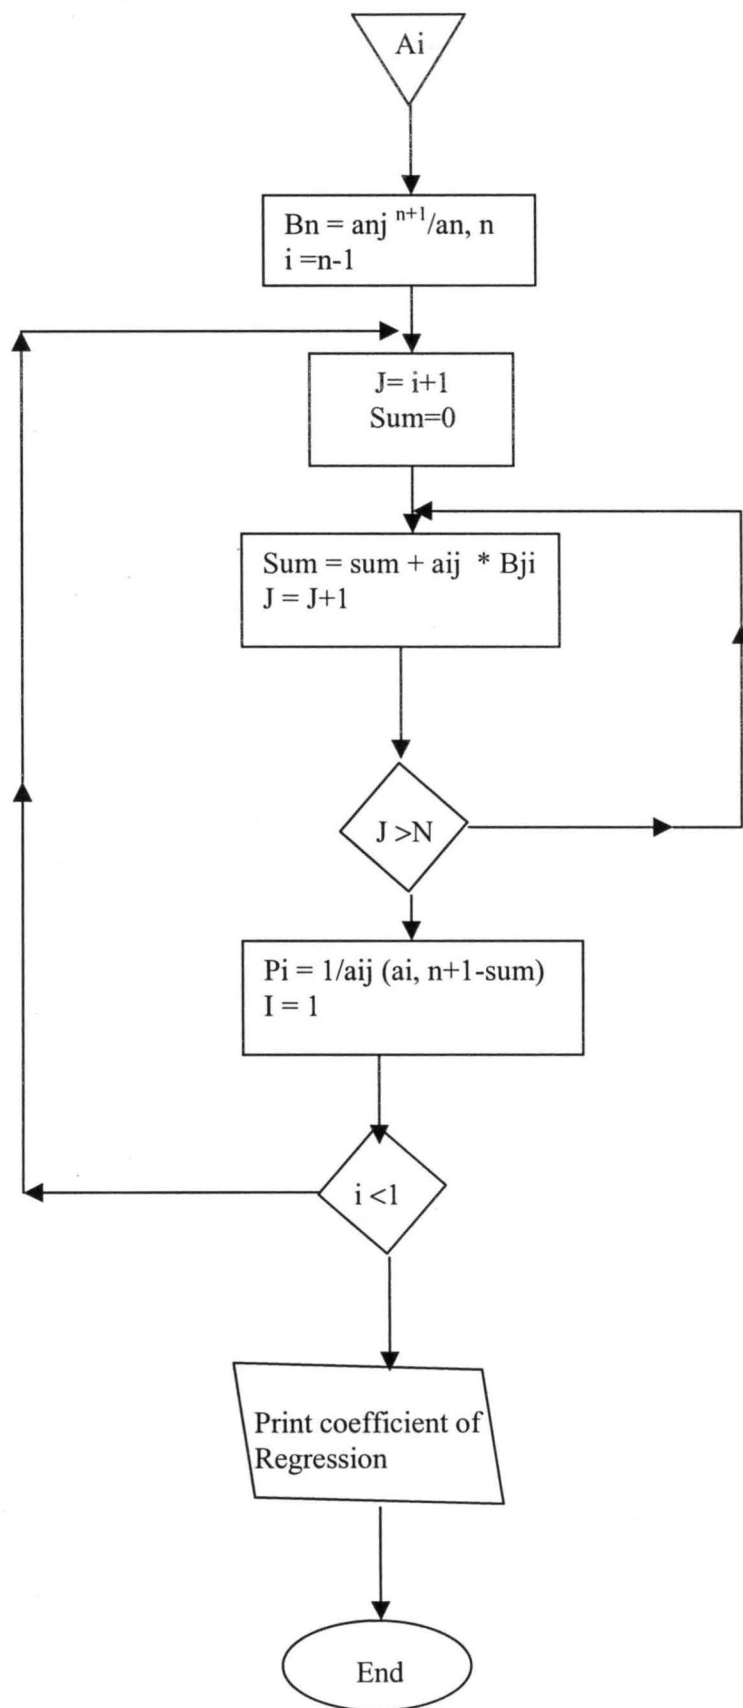 Ai
Bn = anj n+1/an, n
i =n-1
J= i+1
Sum=0
Sum = sum + aij * Bji
J = J+1
J >N
Pi = 1/aij (ai, n+1-sum)
I = 1
i <1
Print coefficient of
Regression
End